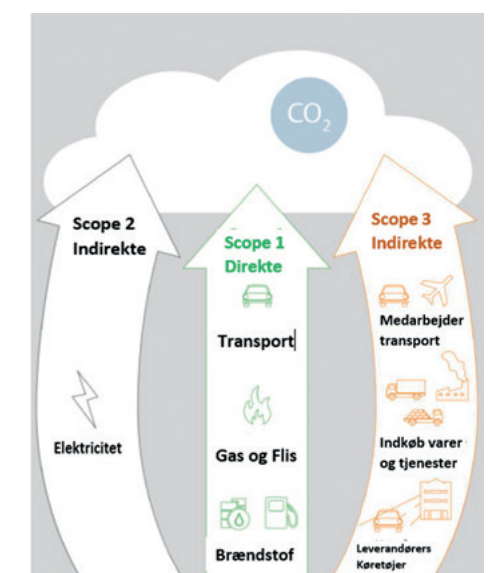 CO2
Scope 2
Indirekte
Elektricitet
Scope 1
Direkte
Transport
Gas og Flis
Brændstof
Scope 3
Indirekte
Medarbejder
transport
Indkøb varer
og tjenester
Leverandørers
Køretøjer